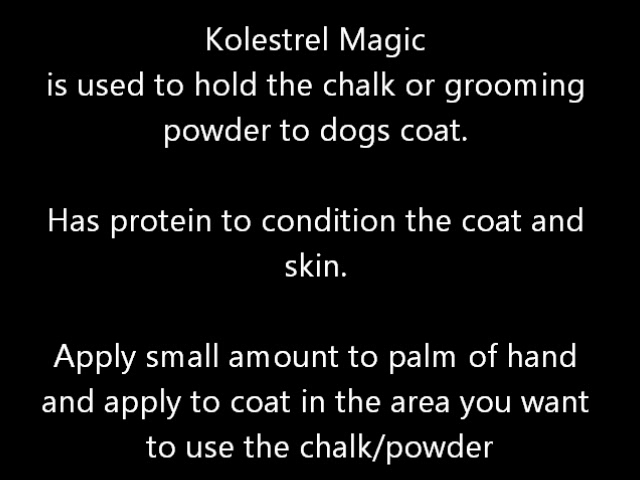 Kolestrel Magic
is used to hold the chalk or grooming
powder to dogs coat.
Has protein to condition the coat and
skin.
Apply small amount to palm of hand
and apply to coat in the area you want
to use the chalk/powder